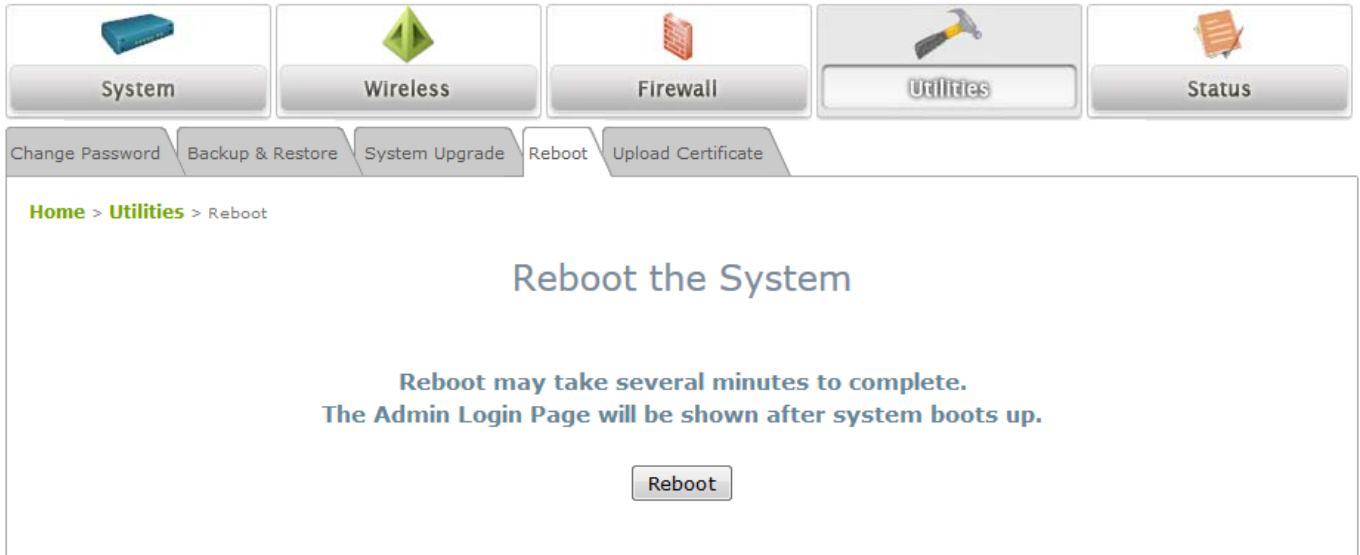 System Wireless Firewall Utilities Status
Change Password Backup & Restore System Upgrade Reboot Upload Certificate
Home > Utilities > Reboot
Reboot the System
Reboot may take several minutes to complete.
The Admin Login Page will be shown after system boots up.
Reboot